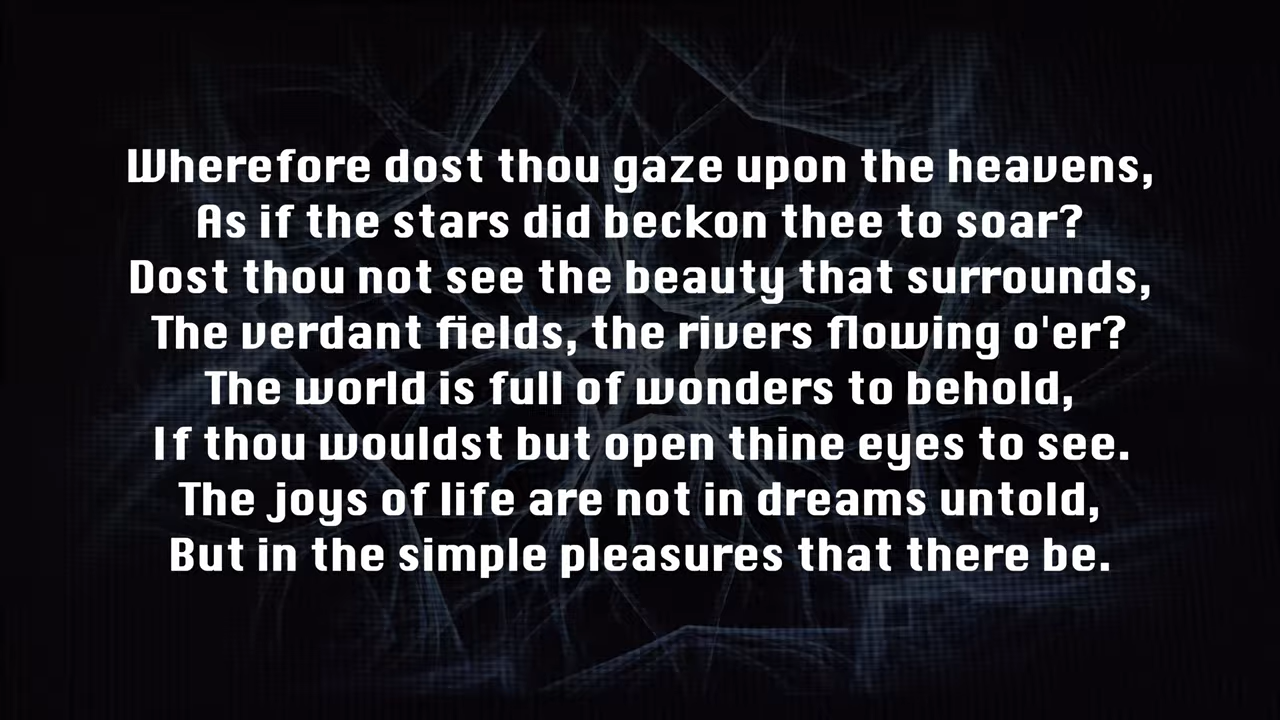 Wherefore dost thou gaze upon the heavens,
As if the stars did beckon thee to soar?
Dost thou not see the beauty that surrounds,
The verdant fields, the rivers flowing o'er?
The world is full of wonders to behold,
If thou wouldst but open thine eyes to see.
The joys of life are not in dreams untold,
But in the simple pleasures that there be.